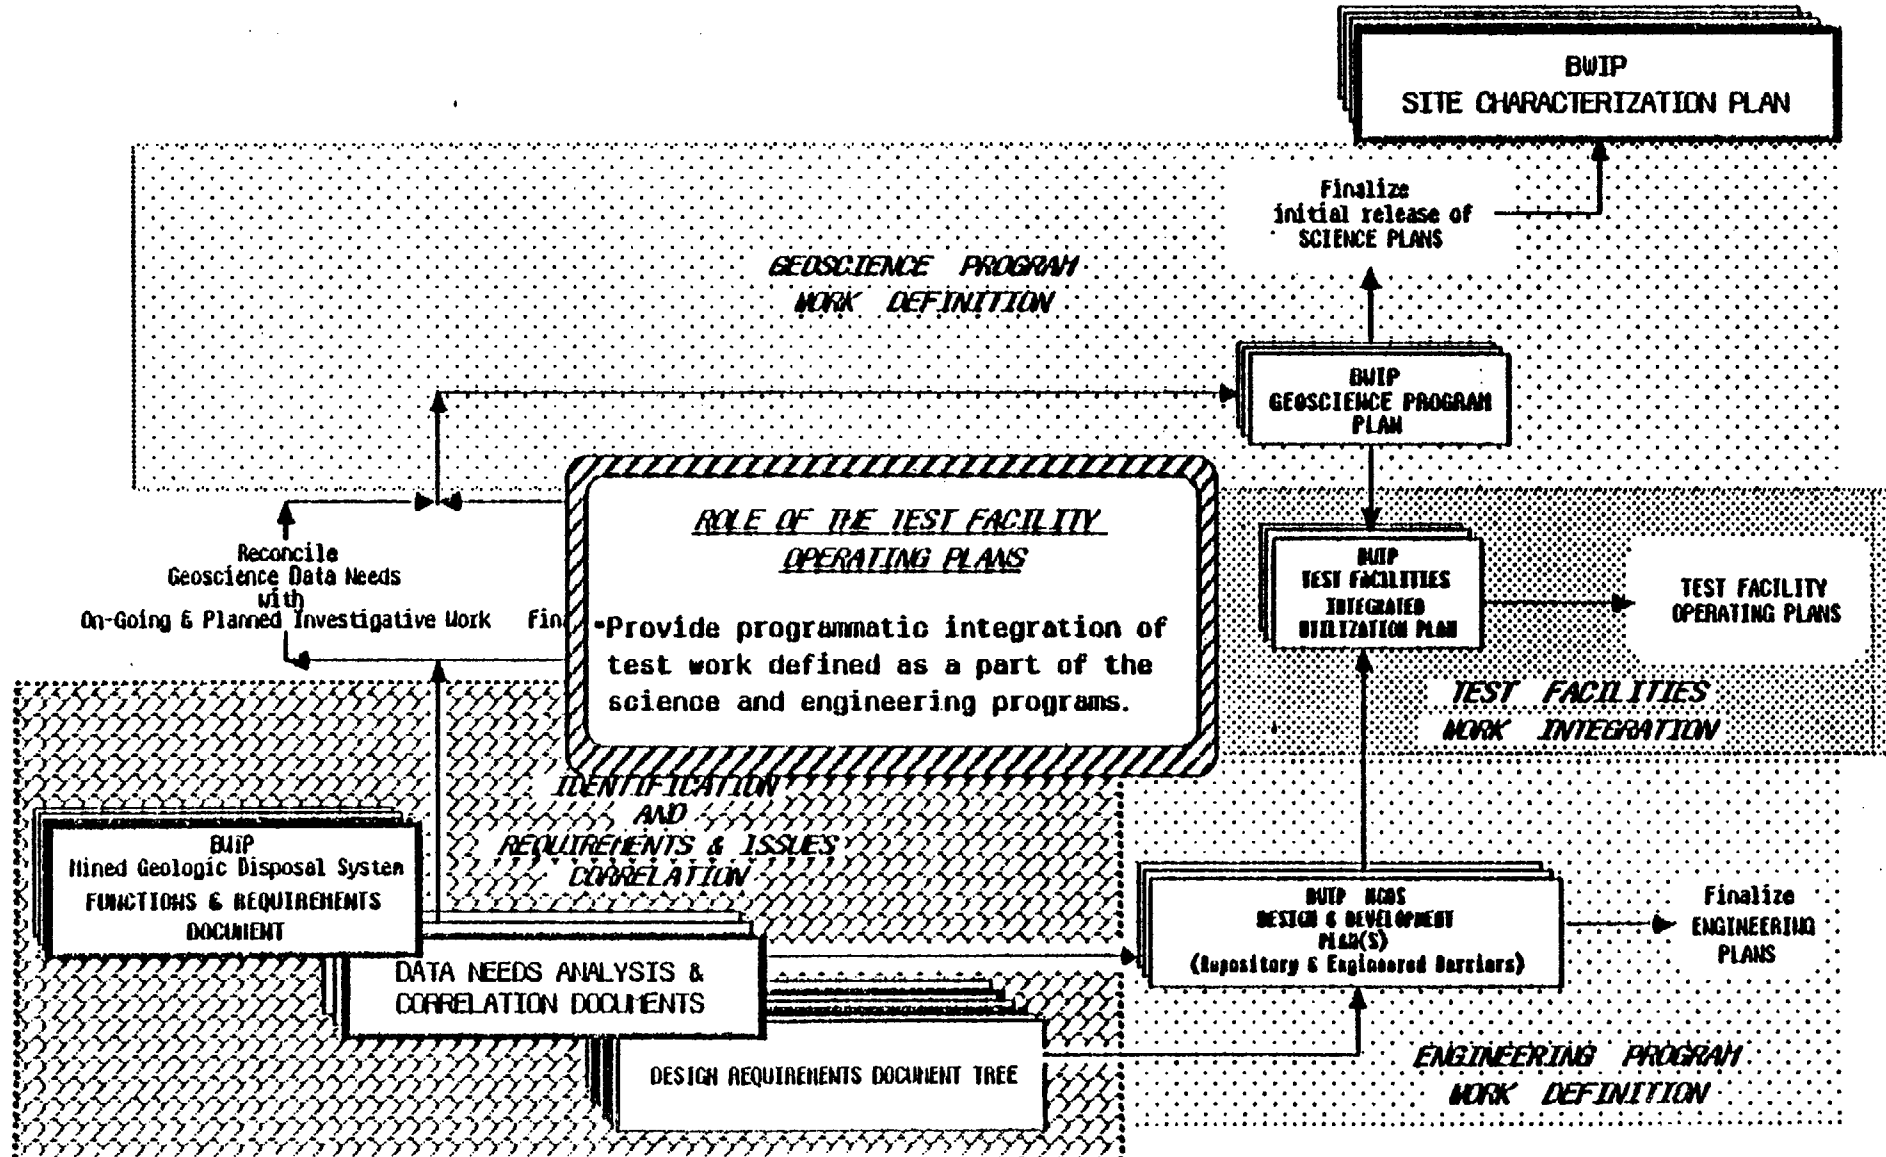 BWIP
SITE CHARACTERIZATION PLAN
Finalize
initial release of
SCIENCE PLANS
GEOSCIENCE PROGRAM
WORK DEFINITION
BWIP
GEOSCIENCE PROGRAM
PLAN
ROLE OF THE TEST FACILITY
OPERATING PLANS
•Provide programmatic integration of
test work defined as a part of the
science and engineering programs.
Reconcile
Geoscience Data Needs
with
On-Going & Planned Investigative Work
Fin
BWIP
TEST FACILITIES
INTEGRATED
UTILIZATION PLAN
TEST FACILITY
OPERATING PLANS
TEST FACILITIES
WORK INTEGRATION
IDENTIFICATION
AND
REQUIREMENTS & ISSUES
CORRELATION
BWIP
Mined Geologic Disposal System
FUNCTIONS & REQUIREMENTS
DOCUMENT
DATA NEEDS ANALYSIS &
CORRELATION DOCUMENTS
DESIGN REQUIREMENTS DOCUMENT TREE
BWIP MGDS
DESIGN & DEVELOPMENT
PLAN(S)
(Repository & Engineered Barriers)
Finalize
ENGINEERING
PLANS
ENGINEERING PROGRAM
WORK DEFINITION